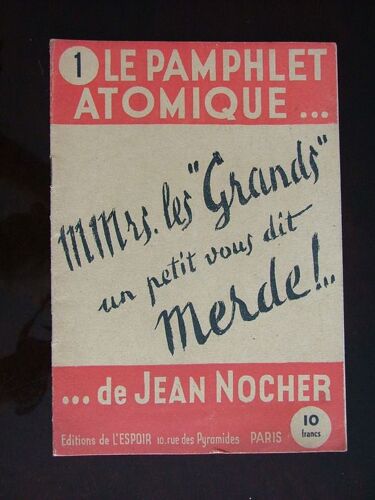 1 LE PAMPHLET
ATOMIQUE ...
MMrs. les "Grands"
un petit vous dit
Merde!..
... de JEAN NOCHER
Editions de L'ESPOIR 10, rue des Pyramides PARIS
10
francs